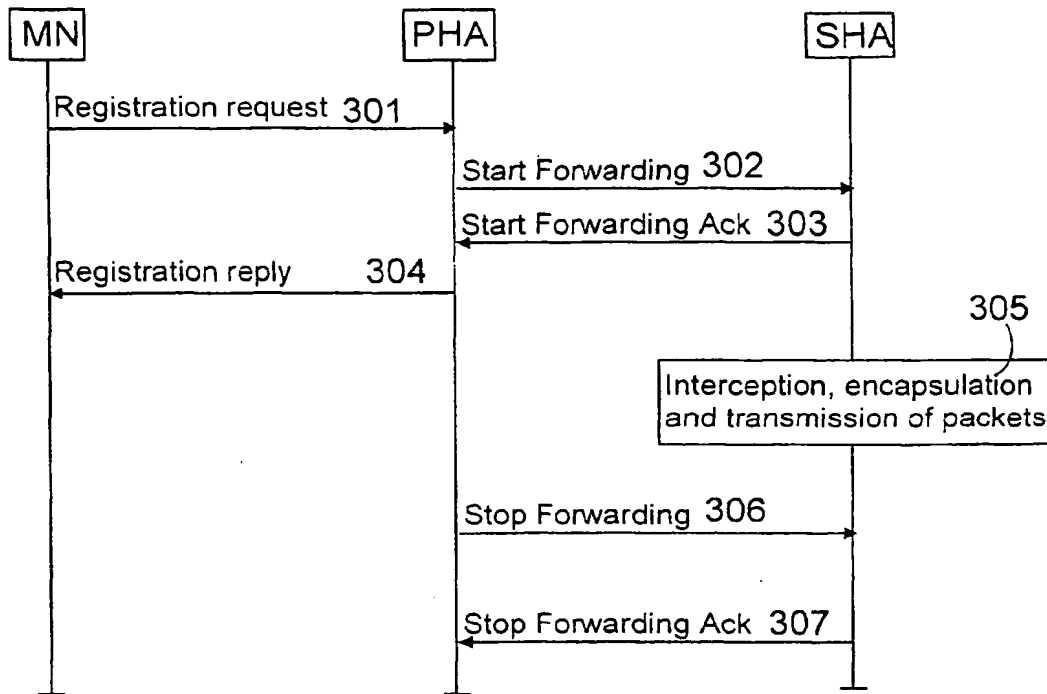 MN PHA SHA
Registration request 301
Start Forwarding 302
Start Forwarding Ack 303
Registration reply 304
305
Interception, encapsulation
and transmission of packets
Stop Forwarding 306
Stop Forwarding Ack 307